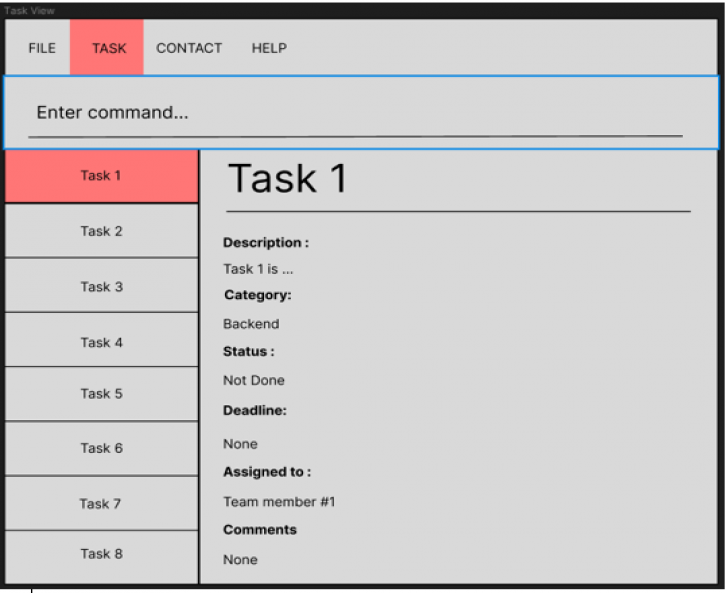 Task View
FILE TASK CONTACT HELP
Enter command...
Task 1
Task 2
Task 3
Task 4
Task 5
Task 6
Task 7
Task 8
Task 1
Description :
Task 1 is ...
Category:
Backend
Status :
Not Done
Deadline:
None
Assigned to :
Team member #1
Comments
None